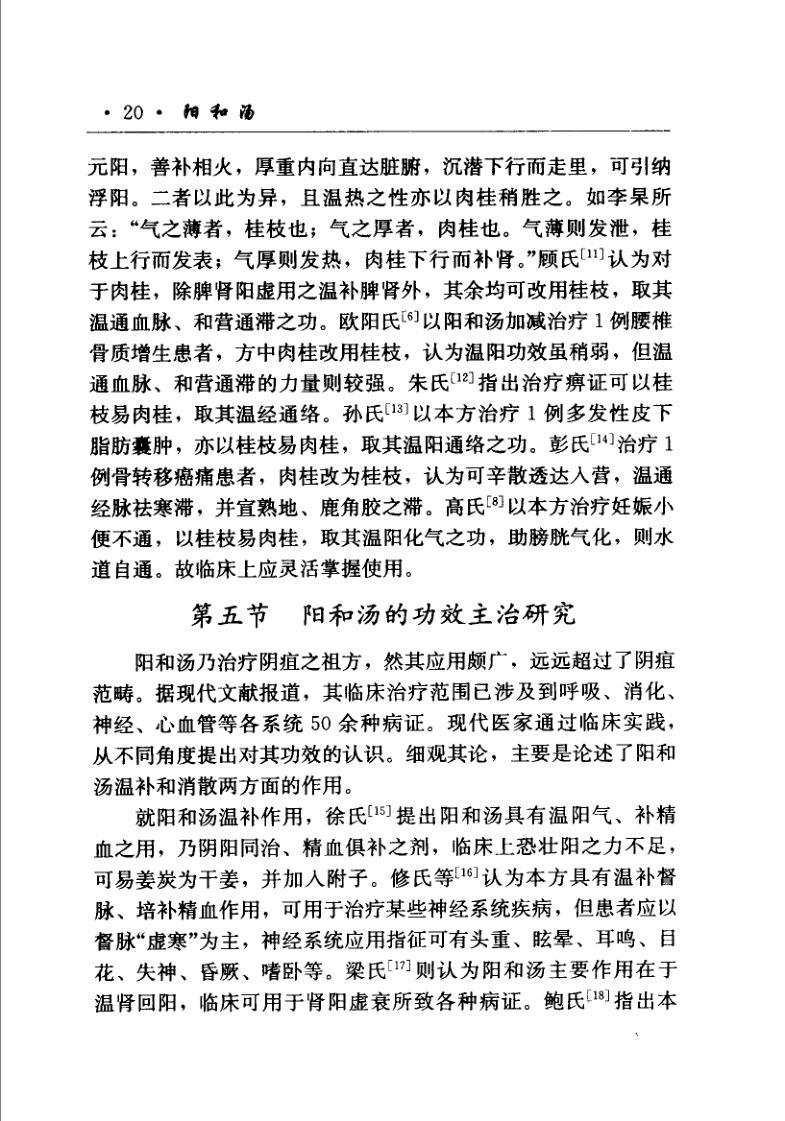 · 20 · 阳和汤
元阳，善补相火，厚重内向直达脏腑，沉潜下行而走里，可引纳
浮阳。二者以此为异，且温热之性亦以肉桂稍胜之。如李杲所
云：“气之薄者，桂枝也；气之厚者，肉桂也。气薄则发泄，桂
枝上行而发表；气厚则发热，肉桂下行而补肾。”顾氏[11]认为对
于肉桂，除脾肾阳虚用之温补脾肾外，其余均可改用桂枝，取其
温通血脉、和营通滞之功。欧阳氏[6]以阳和汤加减治疗 1 例腰椎
骨质增生患者，方中肉桂改用桂枝，认为温阳功效虽稍弱，但温
通血脉、和营通滞的力量则较强。朱氏[12]指出治疗痹证可以桂
枝易肉桂，取其温经通络。孙氏[13]以本方治疗 1 例多发性皮下
脂肪囊肿，亦以桂枝易肉桂，取其温阳通络之功。彭氏[14]治疗 1
例骨转移癌痛患者，肉桂改为桂枝，认为可辛散透达入营，温通
经脉祛寒滞，并宜熟地、鹿角胶之滞。高氏[8]以本方治疗妊娠小
便不通，以桂枝易肉桂，取其温阳化气之功，助膀胱气化，则水
道自通。故临床上应灵活掌握使用。
第五节 阳和汤的功效主治研究
阳和汤乃治疗阴疽之祖方，然其应用颇广，远远超过了阴疽
范畴。据现代文献报道，其临床治疗范围已涉及到呼吸、消化、
神经、心血管等各系统 50 余种病证。现代医家通过临床实践，
从不同角度提出对其功效的认识。细观其论，主要是论述了阳和
汤温补和消散两方面的作用。
就阳和汤温补作用，徐氏[15]提出阳和汤具有温阳气、补精
血之用，乃阴阳同治、精血俱补之剂，临床上恐壮阳之力不足，
可易姜炭为干姜，并加入附子。修氏等[16]认为本方具有温补督
脉、培补精血作用，可用于治疗某些神经系统疾病，但患者应以
督脉“虚寒”为主，神经系统应用指征可有头重、眩晕、耳鸣、目
花、失神、昏厥、嗜卧等。梁氏[17]则认为阳和汤主要作用在于
温肾回阳，临床可用于肾阳虚衰所致各种病证。鲍氏[18]指出本